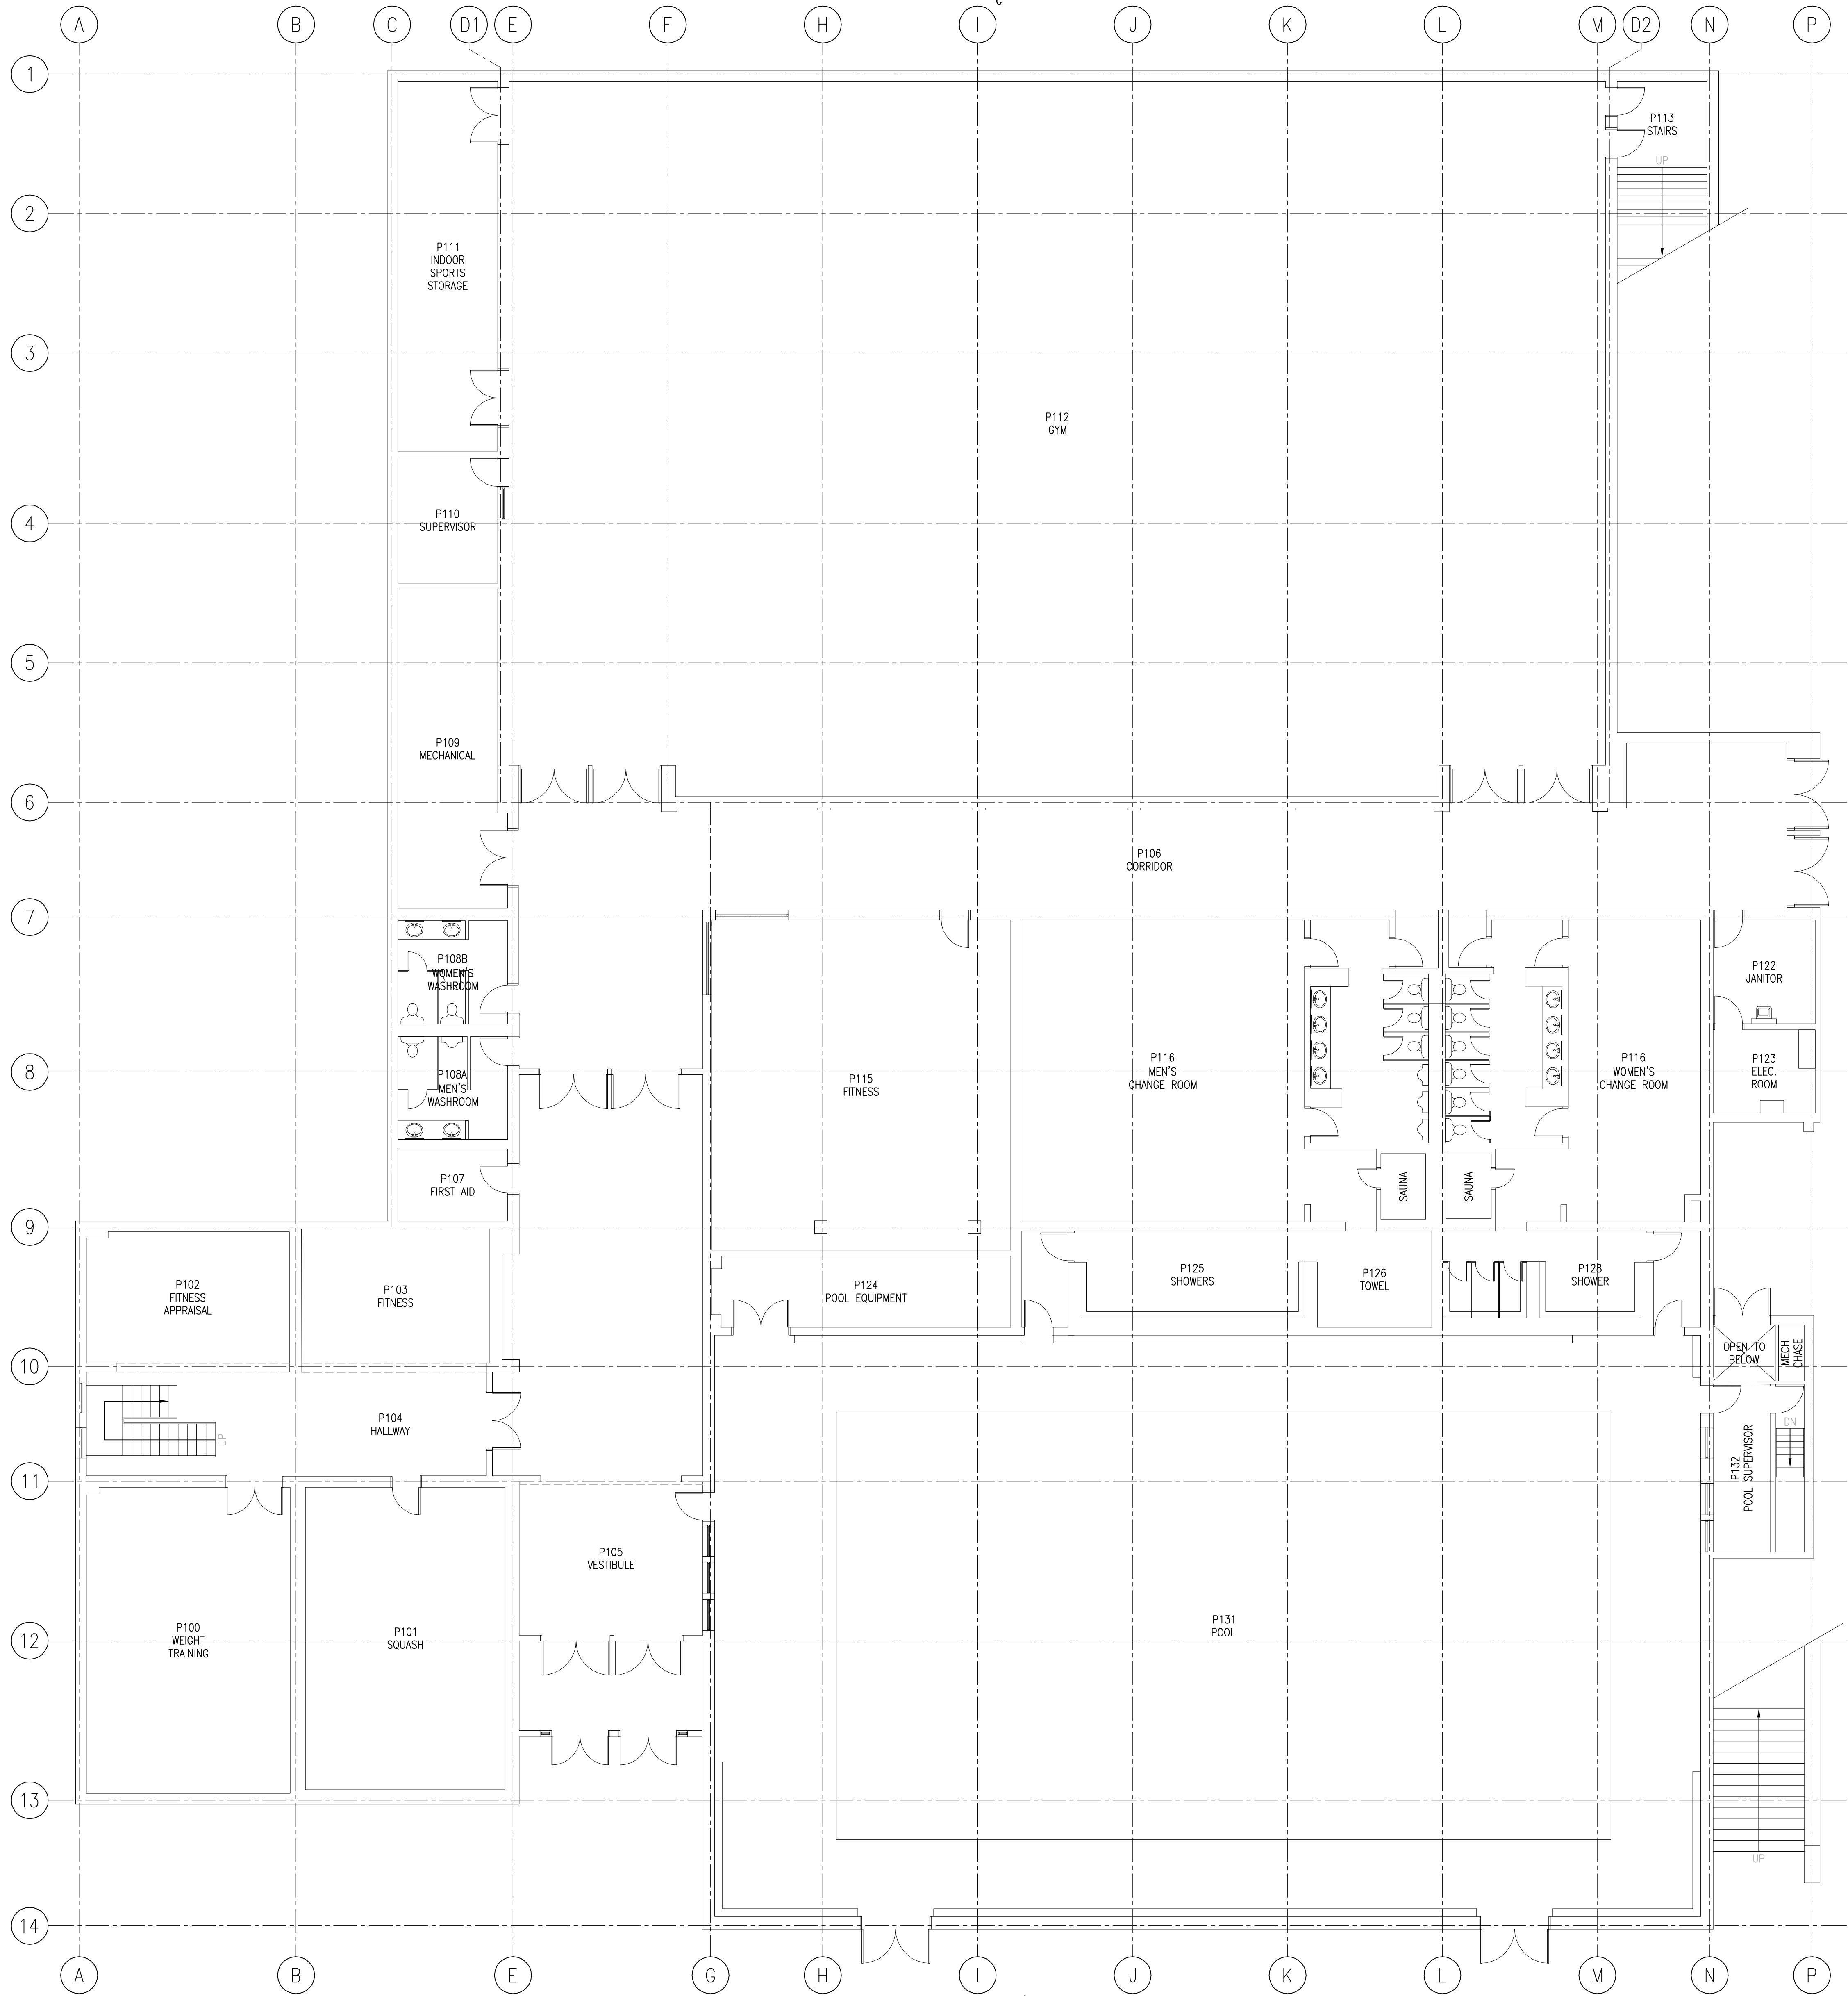 C
A B C D1 E F H I J K L M D2 N P
1
P113
STAIRS
UP
2
P111
INDOOR
SPORTS
STORAGE
3
P112
GYM
4
P110
SUPERVISOR
5
P109
MECHANICAL
6
P106
CORRIDOR
7
P108B
WOMEN'S
WASHROOM
P122
JANITOR
8
P108A
MEN'S
WASHROOM
P115
FITNESS
P116
MEN'S
CHANGE ROOM
P116
WOMEN'S
CHANGE ROOM
P123
ELEC.
ROOM
P107
FIRST AID
SAUNA
SAUNA
9
P102
FITNESS
APPRAISAL
P103
FITNESS
P124
POOL EQUIPMENT
P125
SHOWERS
P126
TOWEL
P128
SHOWER
10
OPEN TO
BELOW
MECH
CHASE
P104
HALLWAY
UP
DN
P132
POOL SUPERVISOR
11
P105
VESTIBULE
12
P100
WEIGHT
TRAINING
P101
SQUASH
P131
POOL
13
UP
14
A B E G H I J K L M N P